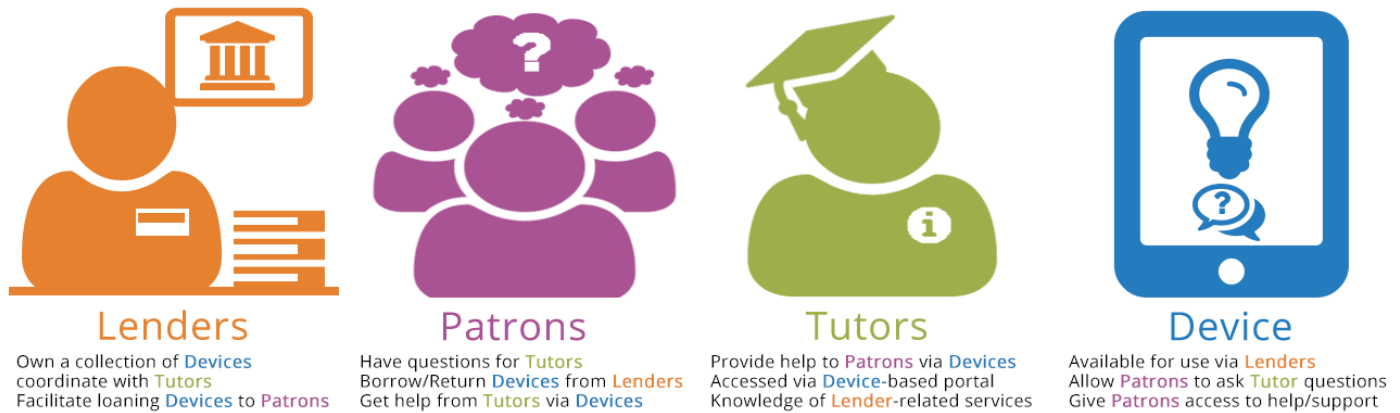 ?
?
i
Lenders
Own a collection of Devices
coordinate with Tutors
Facilitate loaning Devices to Patrons
Patrons
Have questions for Tutors
Borrow/Return Devices from Lenders
Get help from Tutors via Devices
Tutors
Provide help to Patrons via Devices
Accessed via Device-based portal
Knowledge of Lender-related services
Device
Available for use via Lenders
Allow Patrons to ask Tutor questions
Give Patrons access to help/support